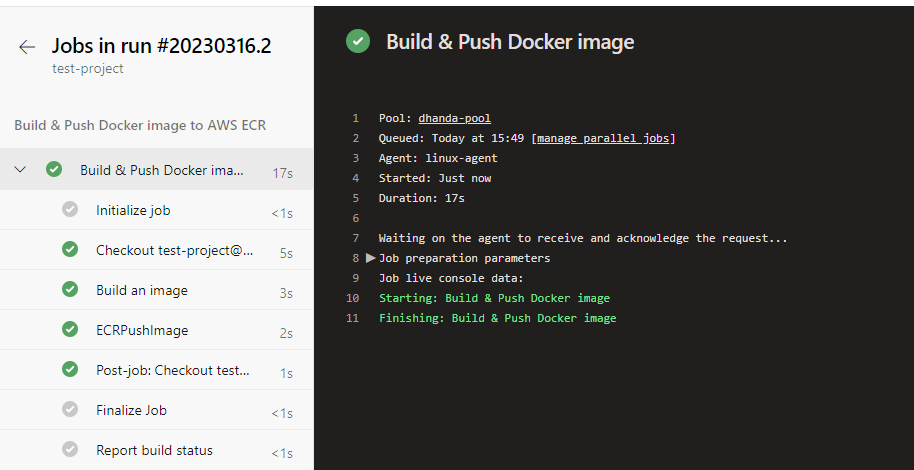 Jobs in run #20230316.2
test-project
Build & Push Docker image to AWS ECR
Build & Push Docker ima... 17s
Initialize job <1s
Checkout test-project@... 5s
Build an image 3s
ECRPushImage 2s
Post-job: Checkout test... 1s
Finalize Job <1s
Report build status <1s
Build & Push Docker image
1 Pool: dhanda-pool
2 Queued: Today at 15:49 [manage parallel jobs]
3 Agent: linux-agent
4 Started: Just now
5 Duration: 17s
6
7 Waiting on the agent to receive and acknowledge the request...
8 Job preparation parameters
9 Job live console data:
10 Starting: Build & Push Docker image
11 Finishing: Build & Push Docker image